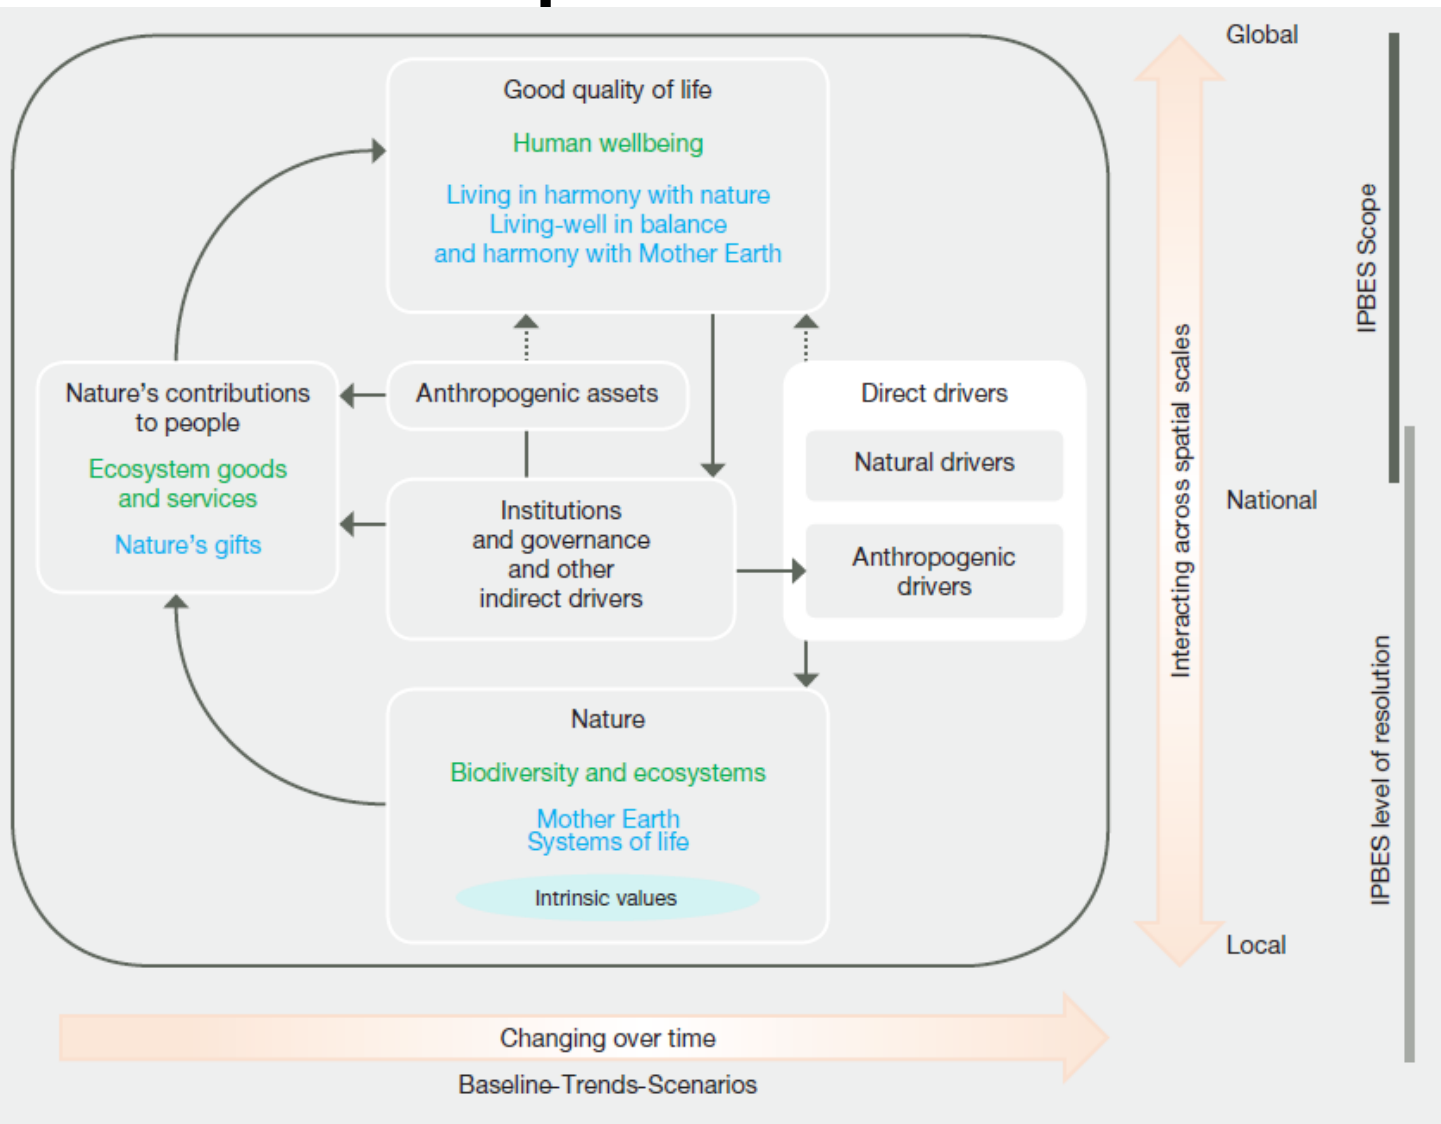 Global
Good quality of life
Human wellbeing
Living in harmony with nature
Living-well in balance
and harmony with Mother Earth
IPBES Scope
Nature's contributions
to people
Ecosystem goods
and services
Nature's gifts
Anthropogenic assets
Direct drivers
Natural drivers
Anthropogenic
drivers
Institutions
and governance
and other
indirect drivers
Interacting across spatial scales
National
IPBES level of resolution
Nature
Biodiversity and ecosystems
Mother Earth
Systems of life
Intrinsic values
Local
Changing over time
Baseline-Trends-Scenarios